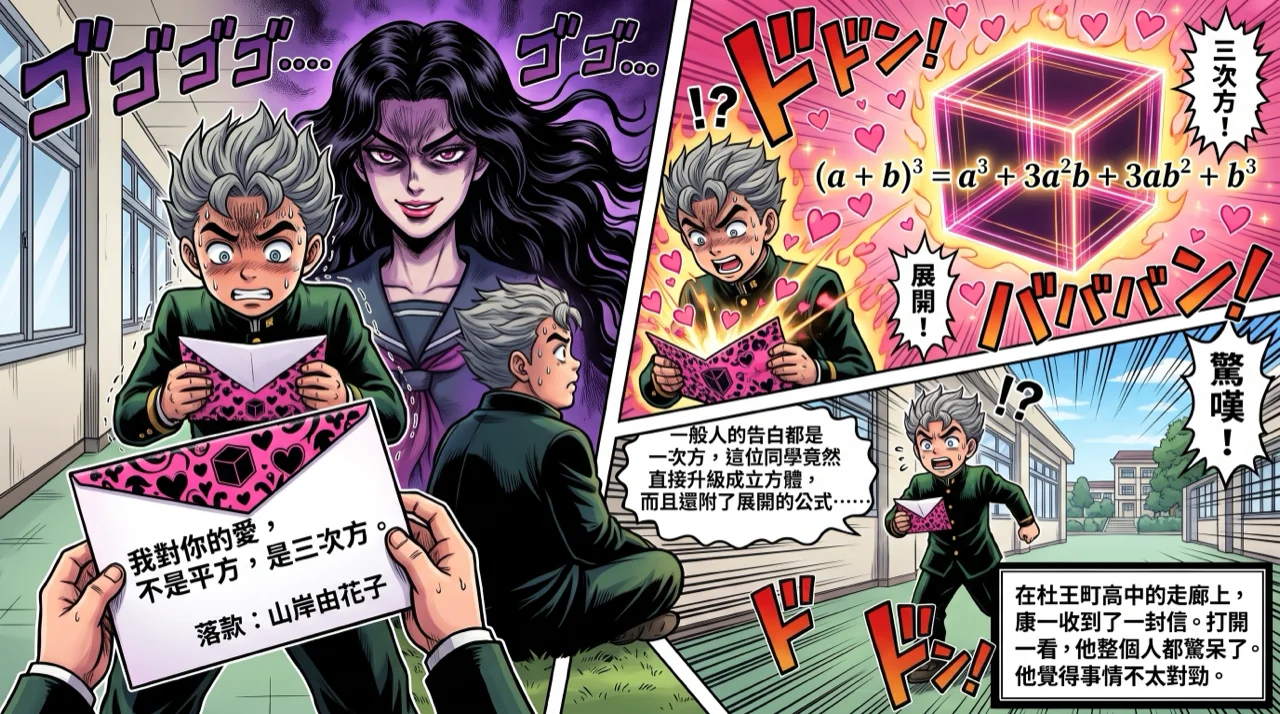 ゴゴゴゴ‥‥
ゴゴ…
我對你的愛，
不是平方，是三次方。
落款：山岸由花子
!?
ドドン!
三次方！
(a + b)³ = a³ + 3a²b + 3ab² + b³
展開！
バババン!
一般人的告白都是
一次方，這位同學竟然
直接升級成立方體，
而且還附了展開的公式……
!?
驚嘆！
ド
ドン!
在杜王町高中的走廊上，
康一收到了一封信。打開
一看，他整個人都驚呆了。
他覺得事情不太對勁。